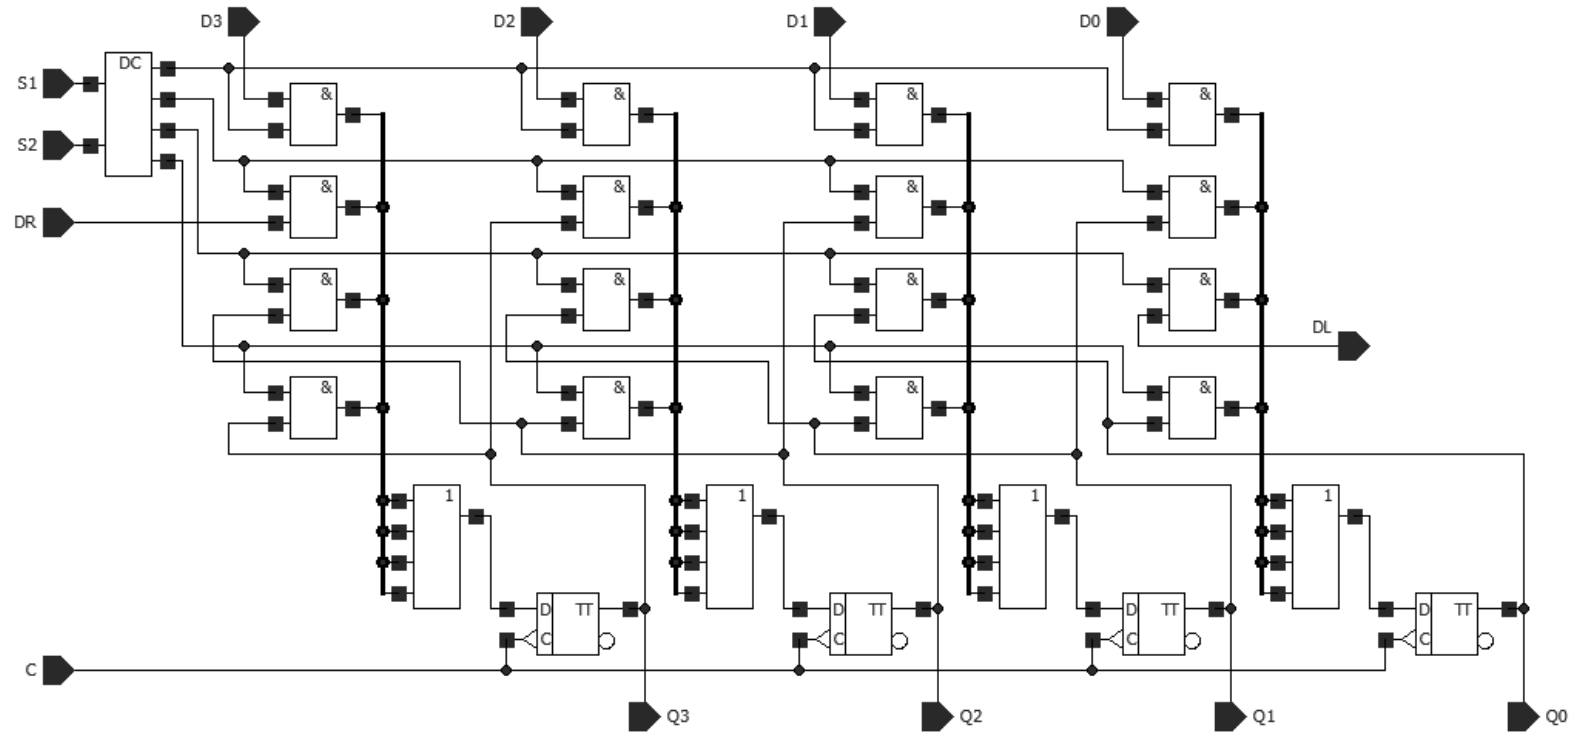 D3 D2 D1 D0
S1 DC & & & &
S2
DR & & & &
& & & &
DL
& & & &
1 1 1 1
D TT D TT D TT D TT
C C C C
C
Q3 Q2 Q1 Q0